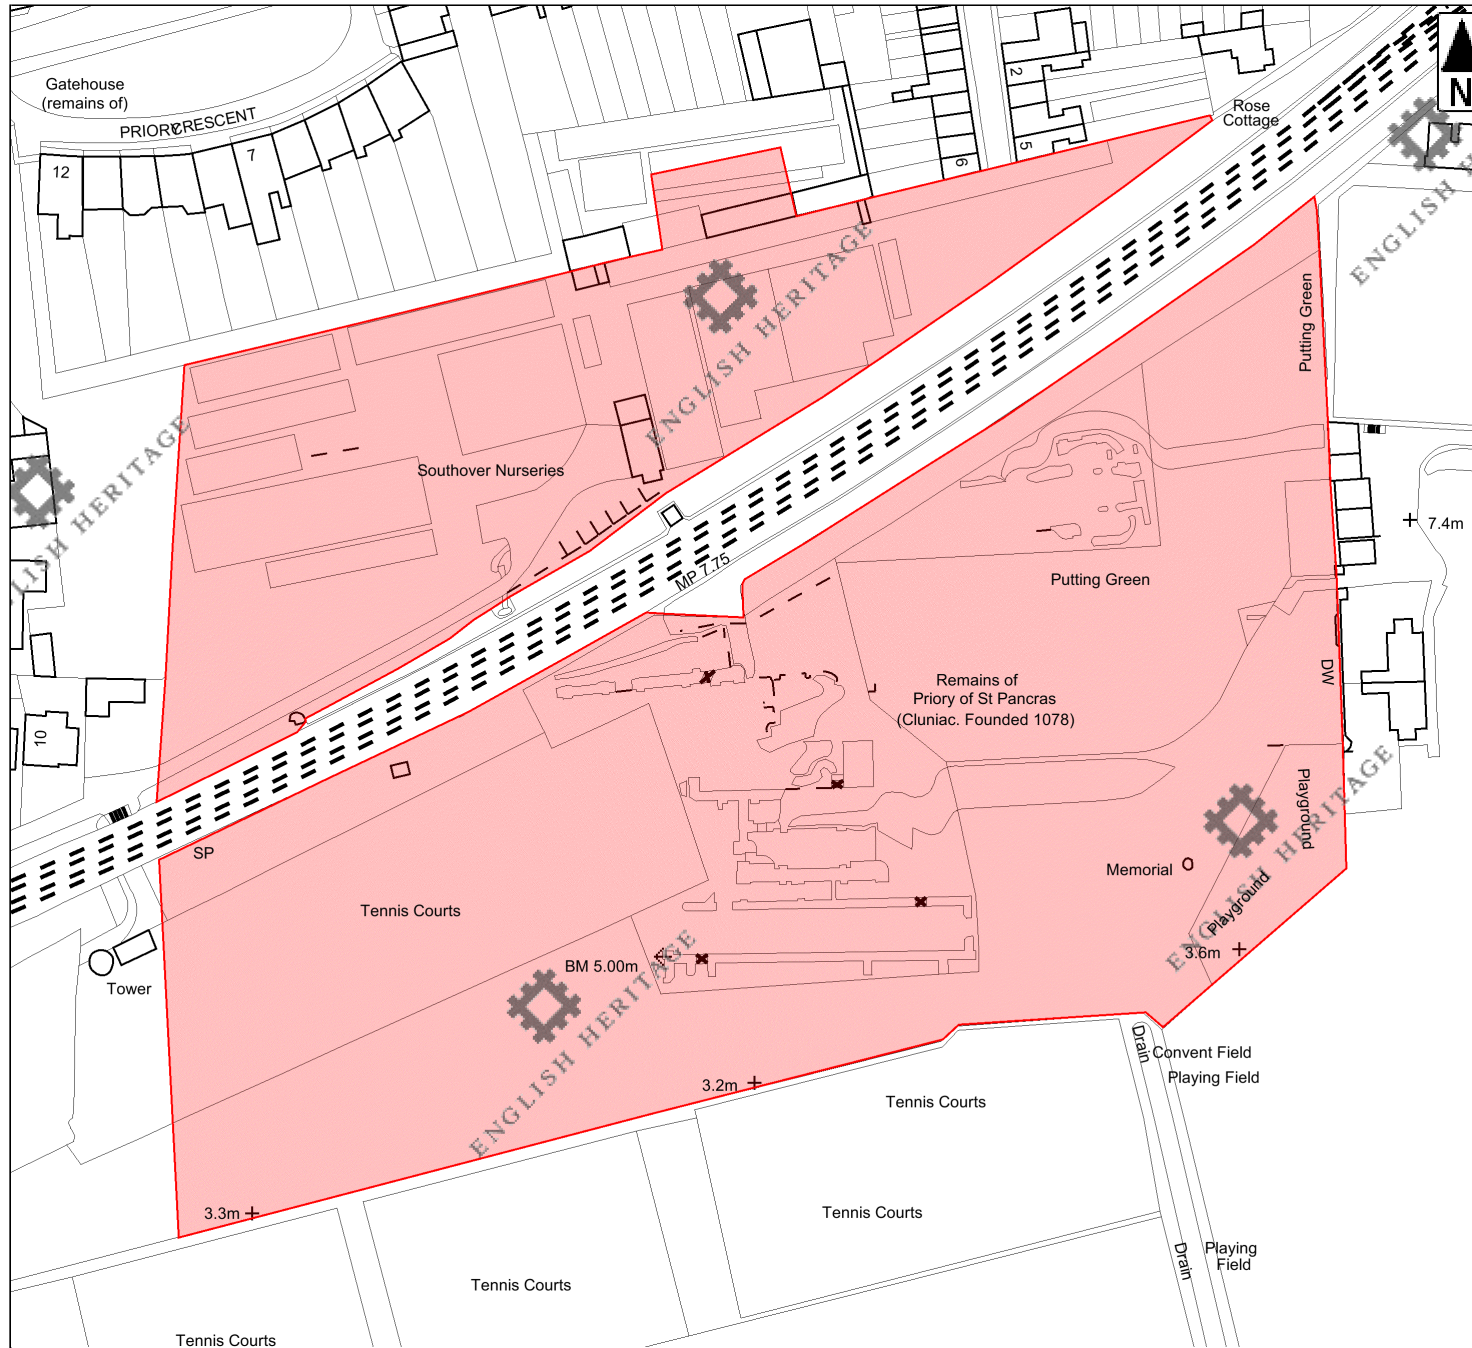 Gatehouse
(remains of)
PRIORY CRESCENT
12
7
2
5
6
Rose
Cottage
N
ENGLISH HERITAGE
ENGLISH H
Putting Green
LISH HERITAGE
Southover Nurseries
7.4m
MP 7.75
Putting Green
Remains of
Priory of St Pancras
(Cluniac. Founded 1078)
DW
10
SP
Playground
ENGLISH HERITAGE
Memorial
Tennis Courts
Playground
3.6m
BM 5.00m
Tower
ENGLISH HERITAGE
Drain
Convent Field
Playing Field
3.2m
Tennis Courts
3.3m
Tennis Courts
Drain
Playing
Field
Tennis Courts
Tennis Courts